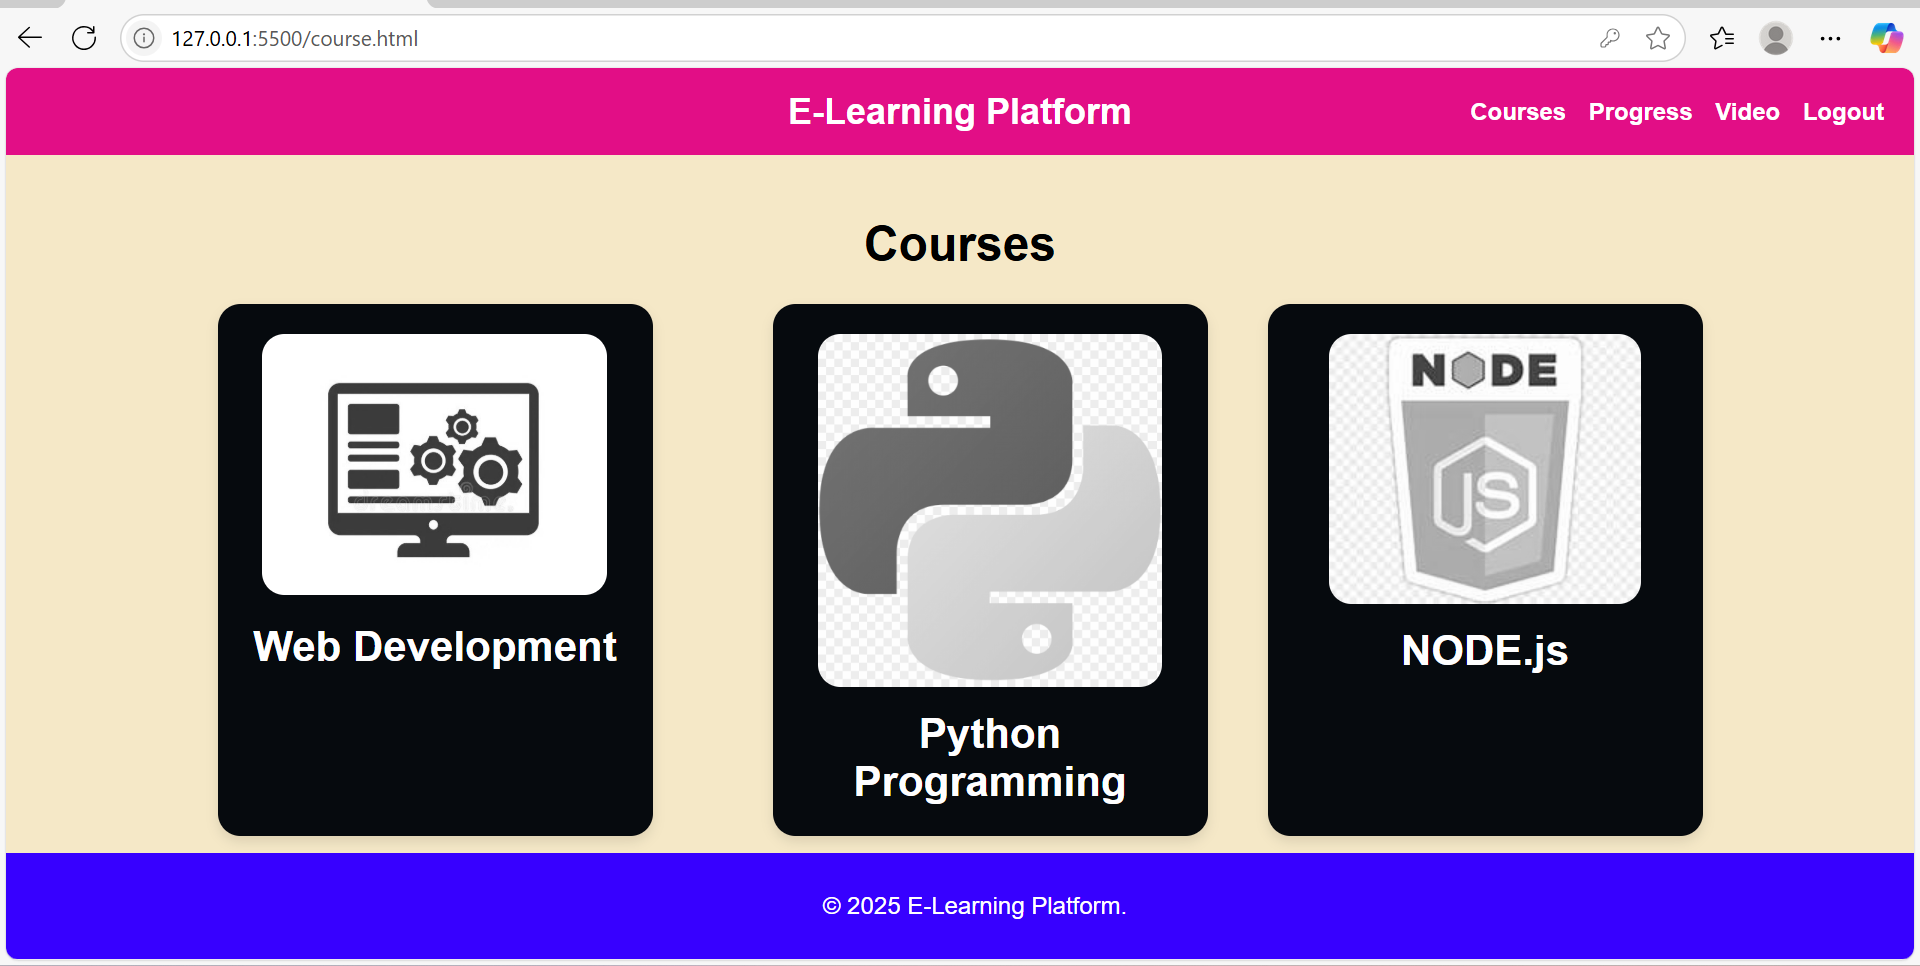 127.0.0.1:5500/course.html
E-Learning Platform
Courses Progress Video Logout
Courses
NODE
JS
Web Development
NODE.js
Python
Programming
© 2025 E-Learning Platform.